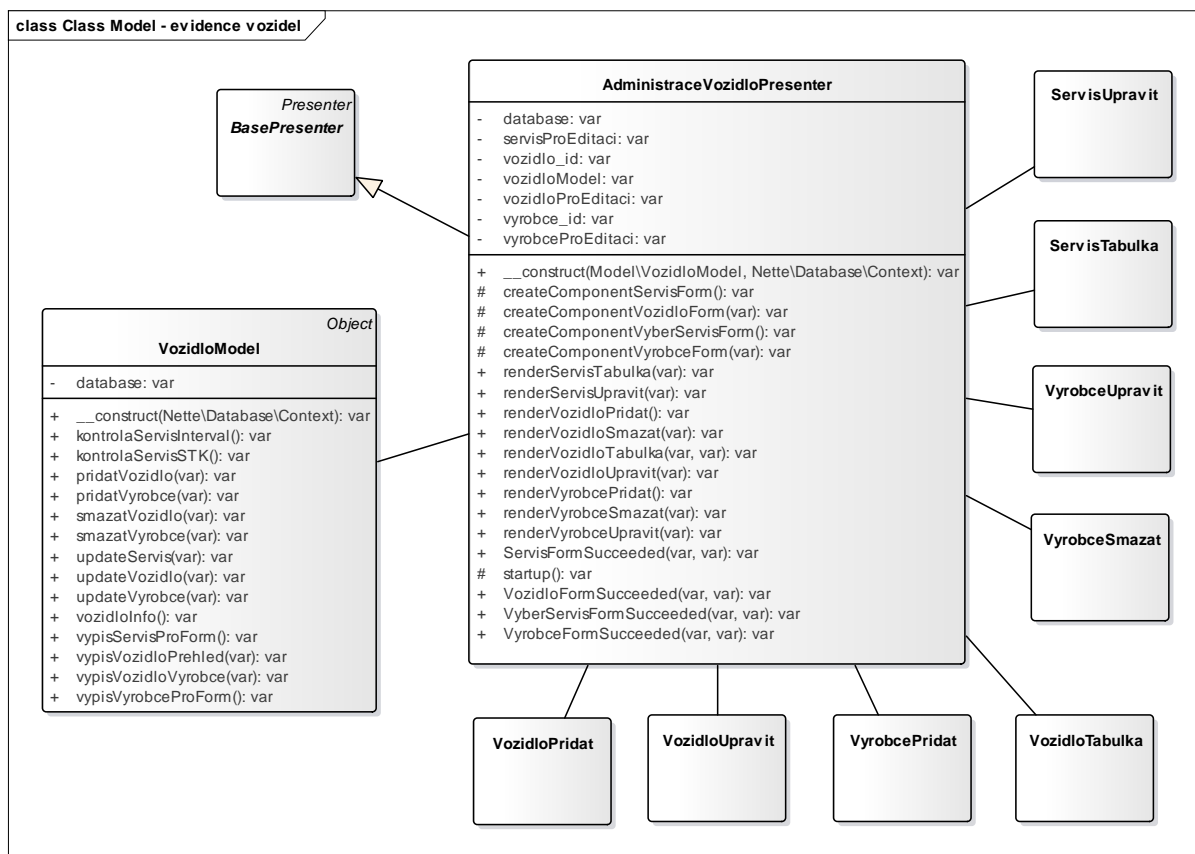 class Class Model - evidence vozidel
Presenter
BasePresenter
AdministraceVozidloPresenter
- database: var
- servisProEditaci: var
- vozidlo_id: var
- vozidloModel: var
- vozidloProEditaci: var
- vyrobce_id: var
- vyrobceProEditaci: var
+ __construct(Model\VozidloModel, Nette\Database\Context): var
# createComponentServisForm(): var
# createComponentVozidloForm(var): var
# createComponentVyberServisForm(): var
# createComponentVyrobceForm(var): var
+ renderServisTabulka(var): var
+ renderServisUpravit(var): var
+ renderVozidloPridat(): var
+ renderVozidloSmazat(var): var
+ renderVozidloTabulka(var, var): var
+ renderVozidloUpravit(var): var
+ renderVyrobcePridat(): var
+ renderVyrobceSmazat(var): var
+ renderVyrobceUpravit(var): var
+ ServisFormSucceeded(var, var): var
# startup(): var
+ VozidloFormSucceeded(var, var): var
+ VyberServisFormSucceeded(var, var): var
+ VyrobceFormSucceeded(var, var): var
Object
VozidloModel
- database: var
+ __construct(Nette\Database\Context): var
+ kontrolaServisInterval(): var
+ kontrolaServisSTK(): var
+ pridatVozidlo(var): var
+ pridatVyrobce(var): var
+ smazatVozidlo(var): var
+ smazatVyrobce(var): var
+ updateServis(var): var
+ updateVozidlo(var): var
+ updateVyrobce(var): var
+ vozidloInfo(): var
+ vypisServisProForm(): var
+ vypisVozidloPrehled(var): var
+ vypisVozidloVyrobce(var): var
+ vypisVyrobceProForm(): var
ServisUpravit
ServisTabulka
VyrobceUpravit
VyrobceSmazat
VozidloPridat
VozidloUpravit
VyrobcePridat
VozidloTabulka